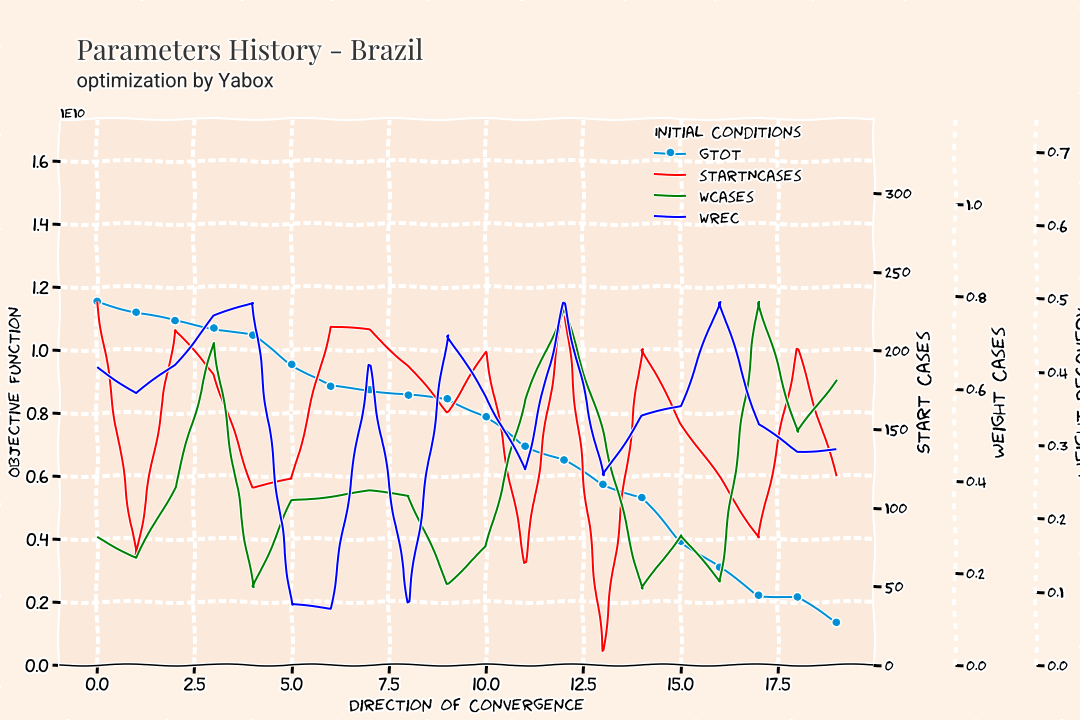 Parameters History - Brazil
optimization by Yabox
1E10
INITIAL CONDITIONS
GTOT
STARTNCASES
WCASES
WREC
1.6
1.4
1.2
1.0
0.8
0.6
0.4
0.2
0.0
OBJECTIVE FUNCTION
0.0 2.5 5.0 7.5 10.0 12.5 15.0 17.5
DIRECTION OF CONVERGENCE
300
250
200
150
100
50
0
START CASES
1.0
0.8
0.6
0.4
0.2
0.0
WEIGHT CASES
0.7
0.6
0.5
0.4
0.3
0.2
0.1
0.0